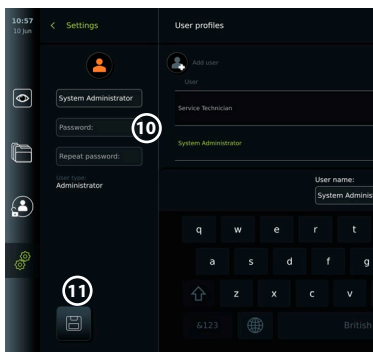 10:57
10 Jun
Settings
User profiles
Add user
User
System Administrator
Service Technician
Password:
10
System Administrator
Repeat password:
User type:
Administrator
User name:
System Adminis
q w e r t
a s d f g
11
z x c v
&123
British